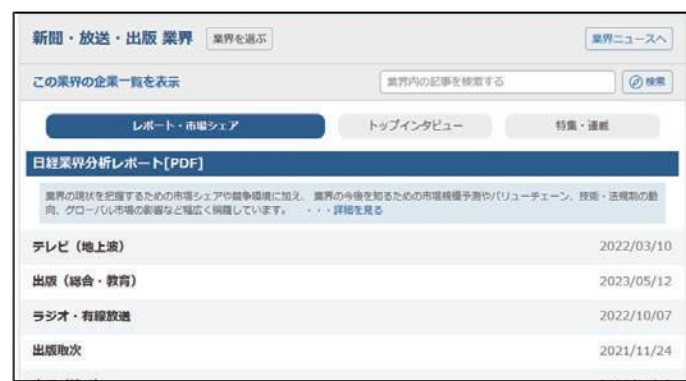 新聞・放送・出版 業界 業界を選ぶ 業界ニュースへ
この業界の企業一覧を表示 業界内の記事を検索する 検索
レポート・市場シェア トップインタビュー 特集・連載
日経業界分析レポート[PDF]
業界の現状を把握するための市場シェアや競争環境に加え、 業界の今後を知るための市場規模予測やバリューチェーン、技術・法規制の動
向、グローバル市場の影響など幅広く網羅しています。 ・・・詳細を見る
テレビ（地上波） 2022/03/10
出版（総合・教育） 2023/05/12
ラジオ・有線放送 2022/10/07
出版取次 2021/11/24